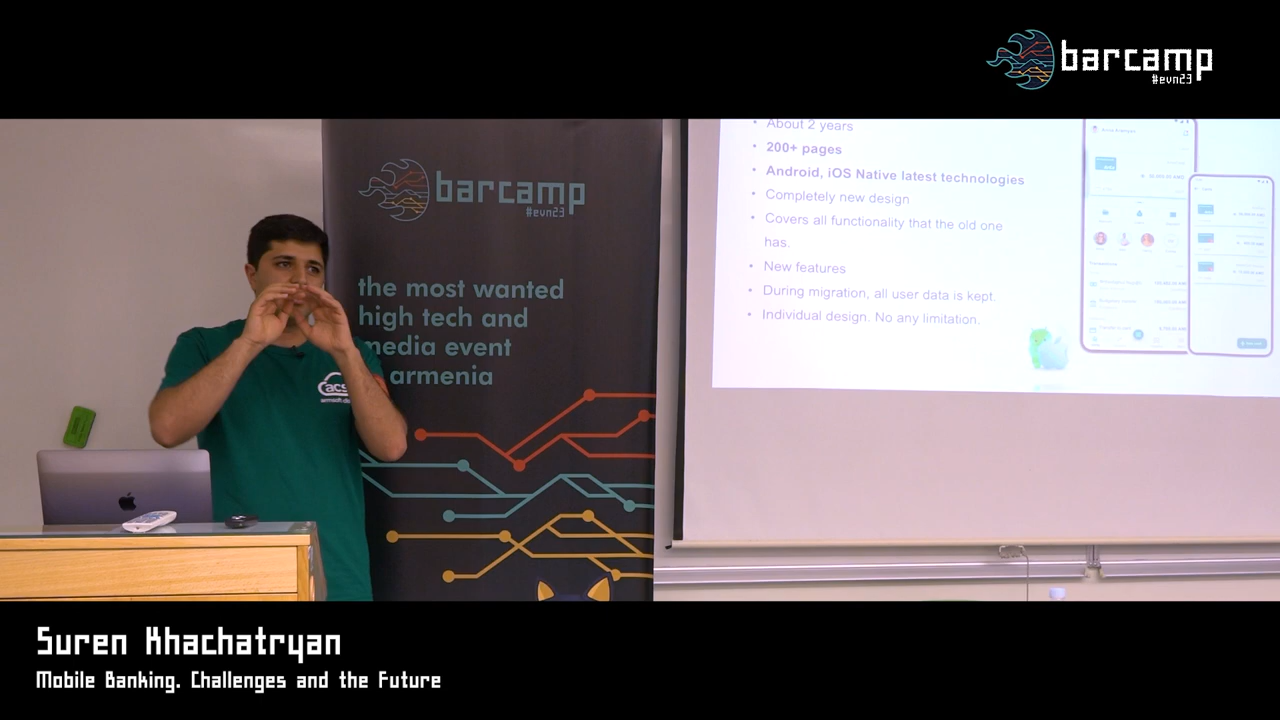 barcamp
#evn23
barcamp
#evn23
the most wanted
high tech and
media event
armenia
acs
About 2 years
200+ pages
Android, iOS Native latest technologies
Completely new design
Covers all functionality that the old one
has.
New features
During migration, all user data is kept.
Individual design. No any limitation.
Suren Khachatryan
Mobile Banking. Challenges and the Future